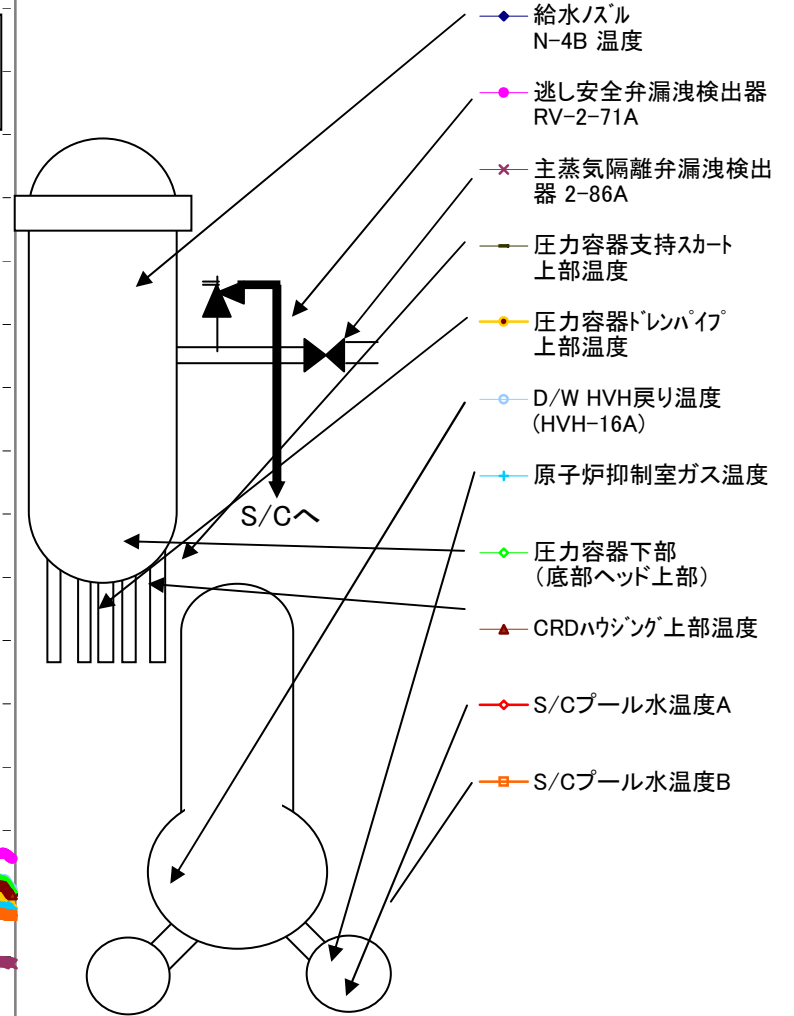 給水ノズル
N-4B 温度
逃し安全弁漏洩検出器
RV-2-71A
主蒸気隔離弁漏洩検出
器 2-86A
圧力容器支持スカート
上部温度
圧力容器ドレンパイプ
上部温度
D/W HVH戻り温度
(HVH-16A)
原子炉抑制室ガス温度
S/Cへ
圧力容器下部
（底部ヘッド上部）
CRDハウジング上部温度
S/Cプール水温度A
S/Cプール水温度B